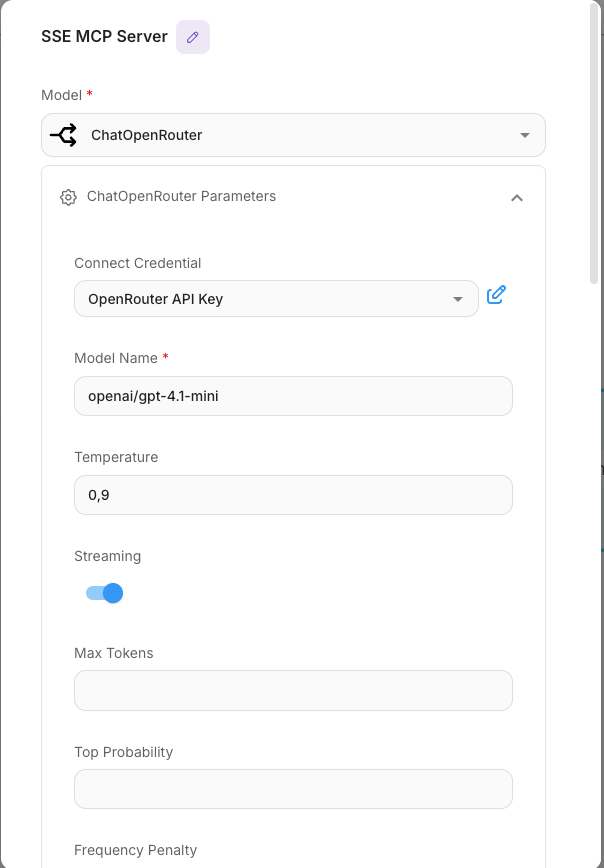 SSE MCP Server
Model *
ChatOpenRouter
ChatOpenRouter Parameters
Connect Credential
OpenRouter API Key
Model Name *
openai/gpt-4.1-mini
Temperature
0,9
Streaming
Max Tokens
Top Probability
Frequency Penalty